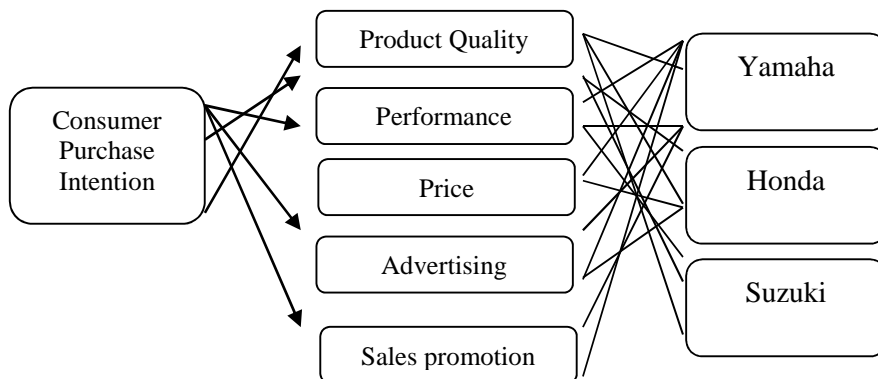 Consumer
Purchase
Intention
Product Quality
Performance
Price
Advertising
Sales promotion
Yamaha
Honda
Suzuki